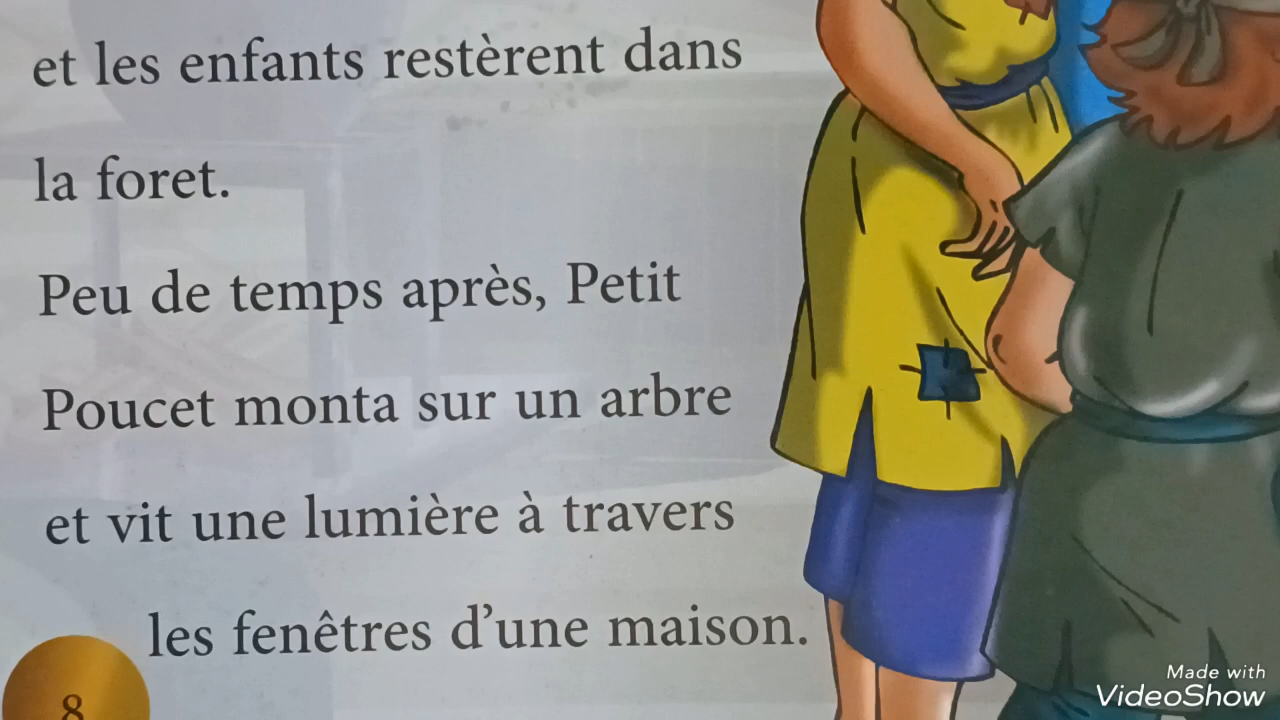 et les enfants restèrent dans
la foret.
Peu de temps après, Petit
Poucet monta sur un arbre
et vit une lumière à travers
les fenêtres d'une maison.
8
Made with
VideoShow